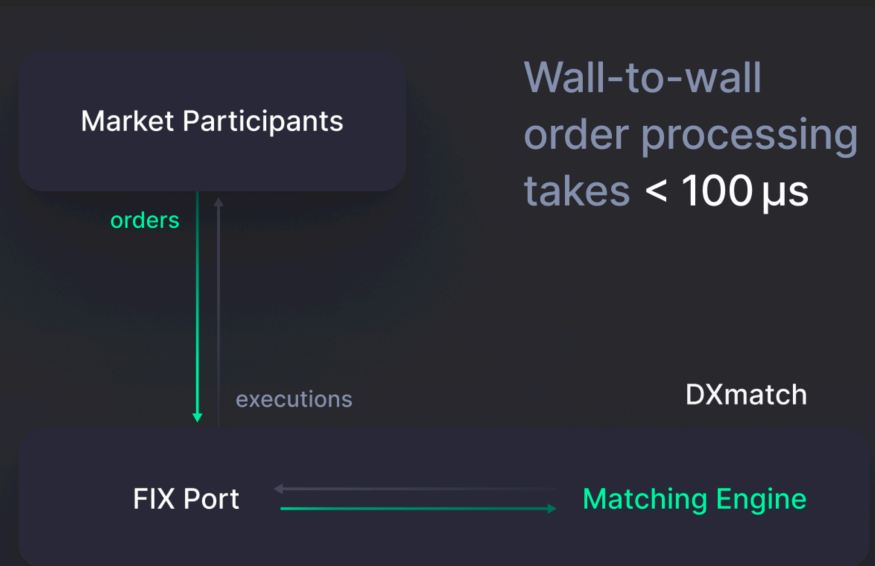 Market Participants
Wall-to-wall
order processing
takes < 100 µs
orders
executions
DXmatch
FIX Port
Matching Engine